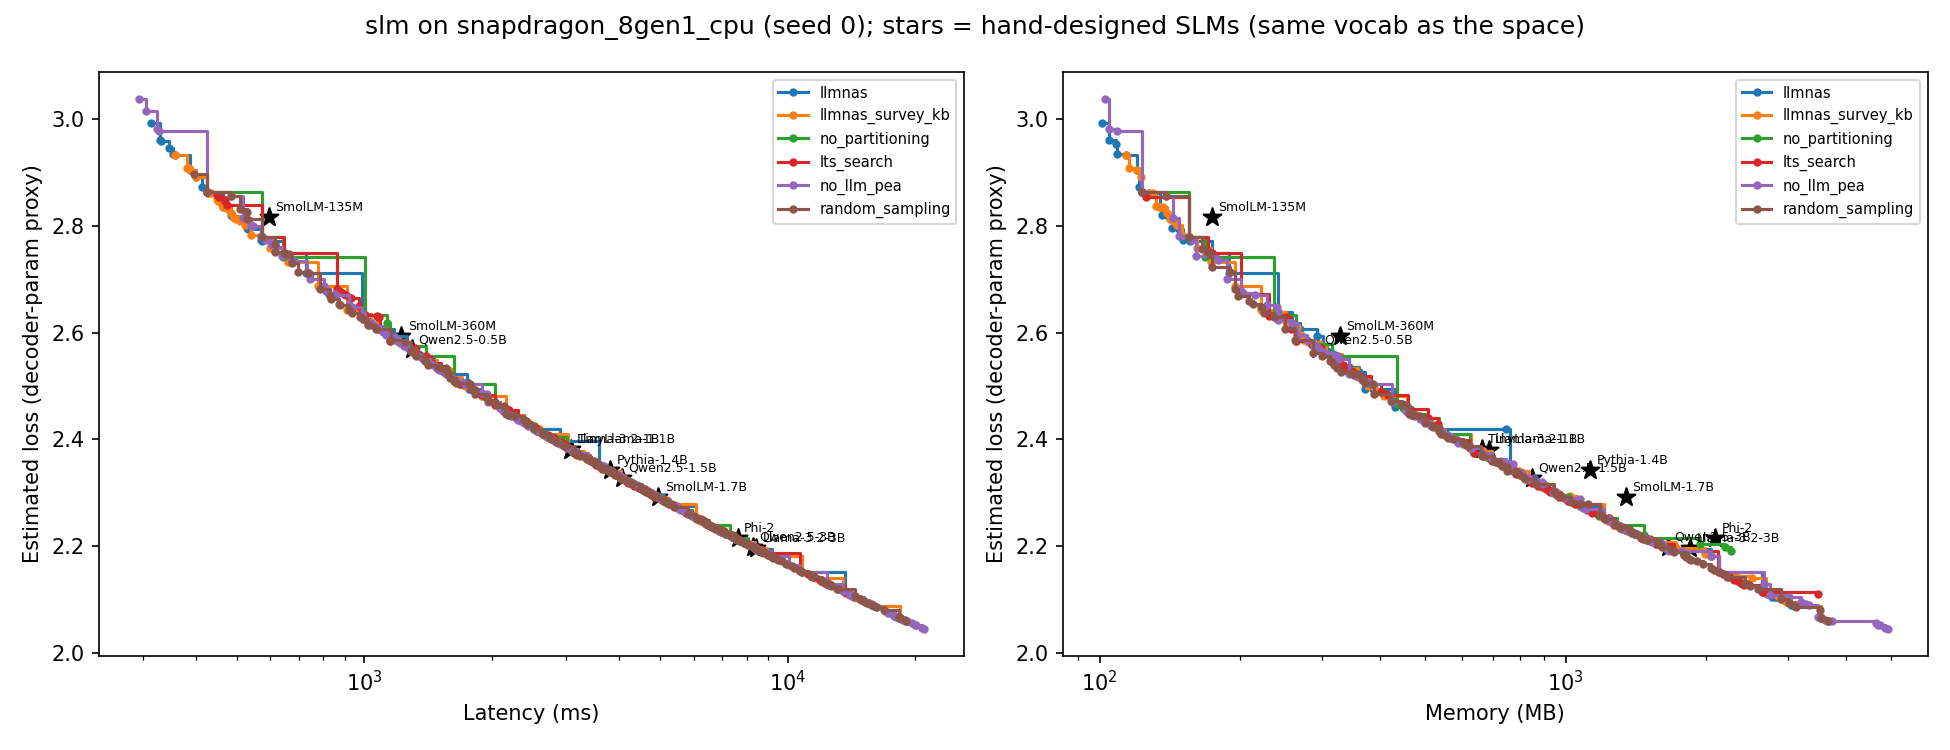 slm on snapdragon_8gen1_cpu (seed 0); stars = hand-designed SLMs (same vocab as the space)
Estimated loss (decoder-param proxy)
3.0
2.8
2.6
2.4
2.2
2.0
llmnas
llmnas_survey_kb
no_partitioning
lts_search
no_llm_pea
random_sampling
SmolLM-135M
SmolLM-360M
Qwen2.5-0.5B
Pythia-1.4B
Qwen2.5-1.5B
SmolLM-1.7B
Phi-2
10³
10⁴
Latency (ms)
Estimated loss (decoder-param proxy)
3.0
2.8
2.6
2.4
2.2
2.0
llmnas
llmnas_survey_kb
no_partitioning
lts_search
no_llm_pea
random_sampling
SmolLM-135M
SmolLM-360M
Qwen2.5-0.5B
Pythia-1.4B
Qwen2.5-1.5B
SmolLM-1.7B
Phi-2
10²
10³
Memory (MB)